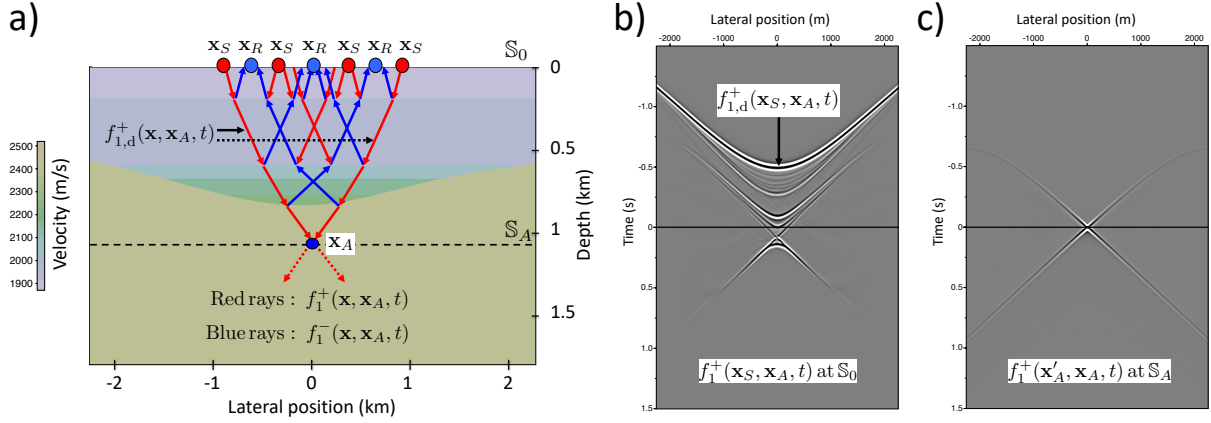 a)
x_S x_R x_S x_R x_S x_R x_S
𝕊_0
f^+_{1,d}(x, x_A, t)
𝕊_A
x_A
Red rays : f^+_1(x, x_A, t)
Blue rays : f^-_1(x, x_A, t)
2500
2400
2300
2200
2100
2000
1900
Velocity (m/s)
0
0.5
1
1.5
Depth (km)
-2 -1 0 1 2
Lateral position (km)
b)
Lateral position (m)
-2000 -1000 0 1000 2000
-1.0
-0.5
0
0.5
1.0
1.5
Time (s)
f^+_{1,d}(x_S, x_A, t)
f^+_1(x_S, x_A, t) at 𝕊_0
c)
Lateral position (m)
-2000 -1000 0 1000 2000
-1.0
-0.5
0
0.5
1.0
1.5
Time (s)
f^+_1(x'_A, x_A, t) at 𝕊_A